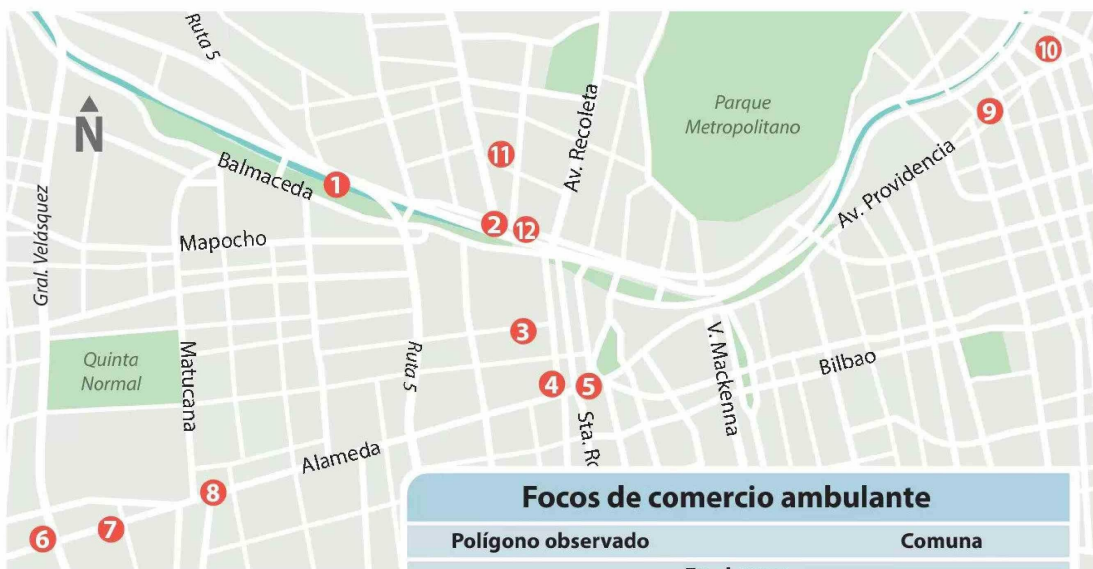 Ruta 5
10
N
Parque
Metropolitano
9
Av. Recoleta
11
Balmaceda
1
Av. Providencia
2
12
Mapocho
Gral. Velásquez
3
Quinta
Normal
Matucana
Ruta 5
V. Mackenna
Bilbao
4
5
Sta.
Alameda
8
7
6
Focos de comercio ambulante
Polígono observado
Comuna